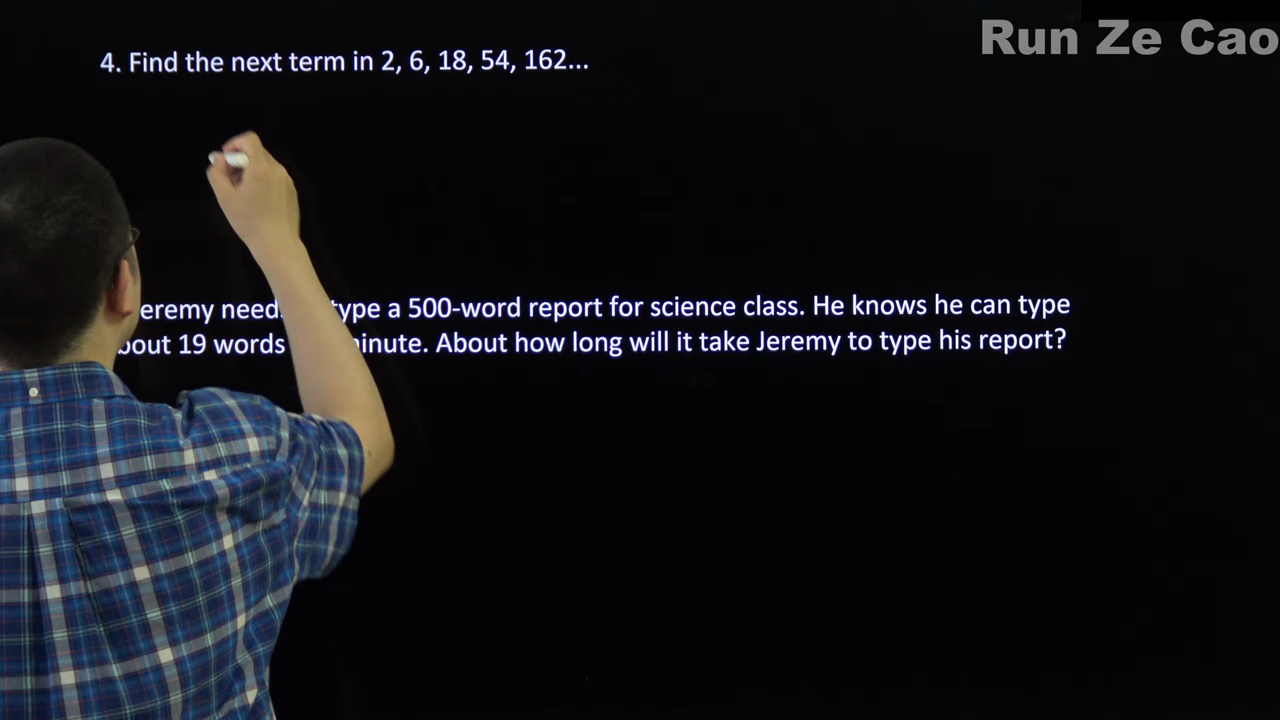 Run Ze Cao
4. Find the next term in 2, 6, 18, 54, 162...
eremy need type a 500-word report for science class. He knows he can type
bout 19 words inute. About how long will it take Jeremy to type his report?